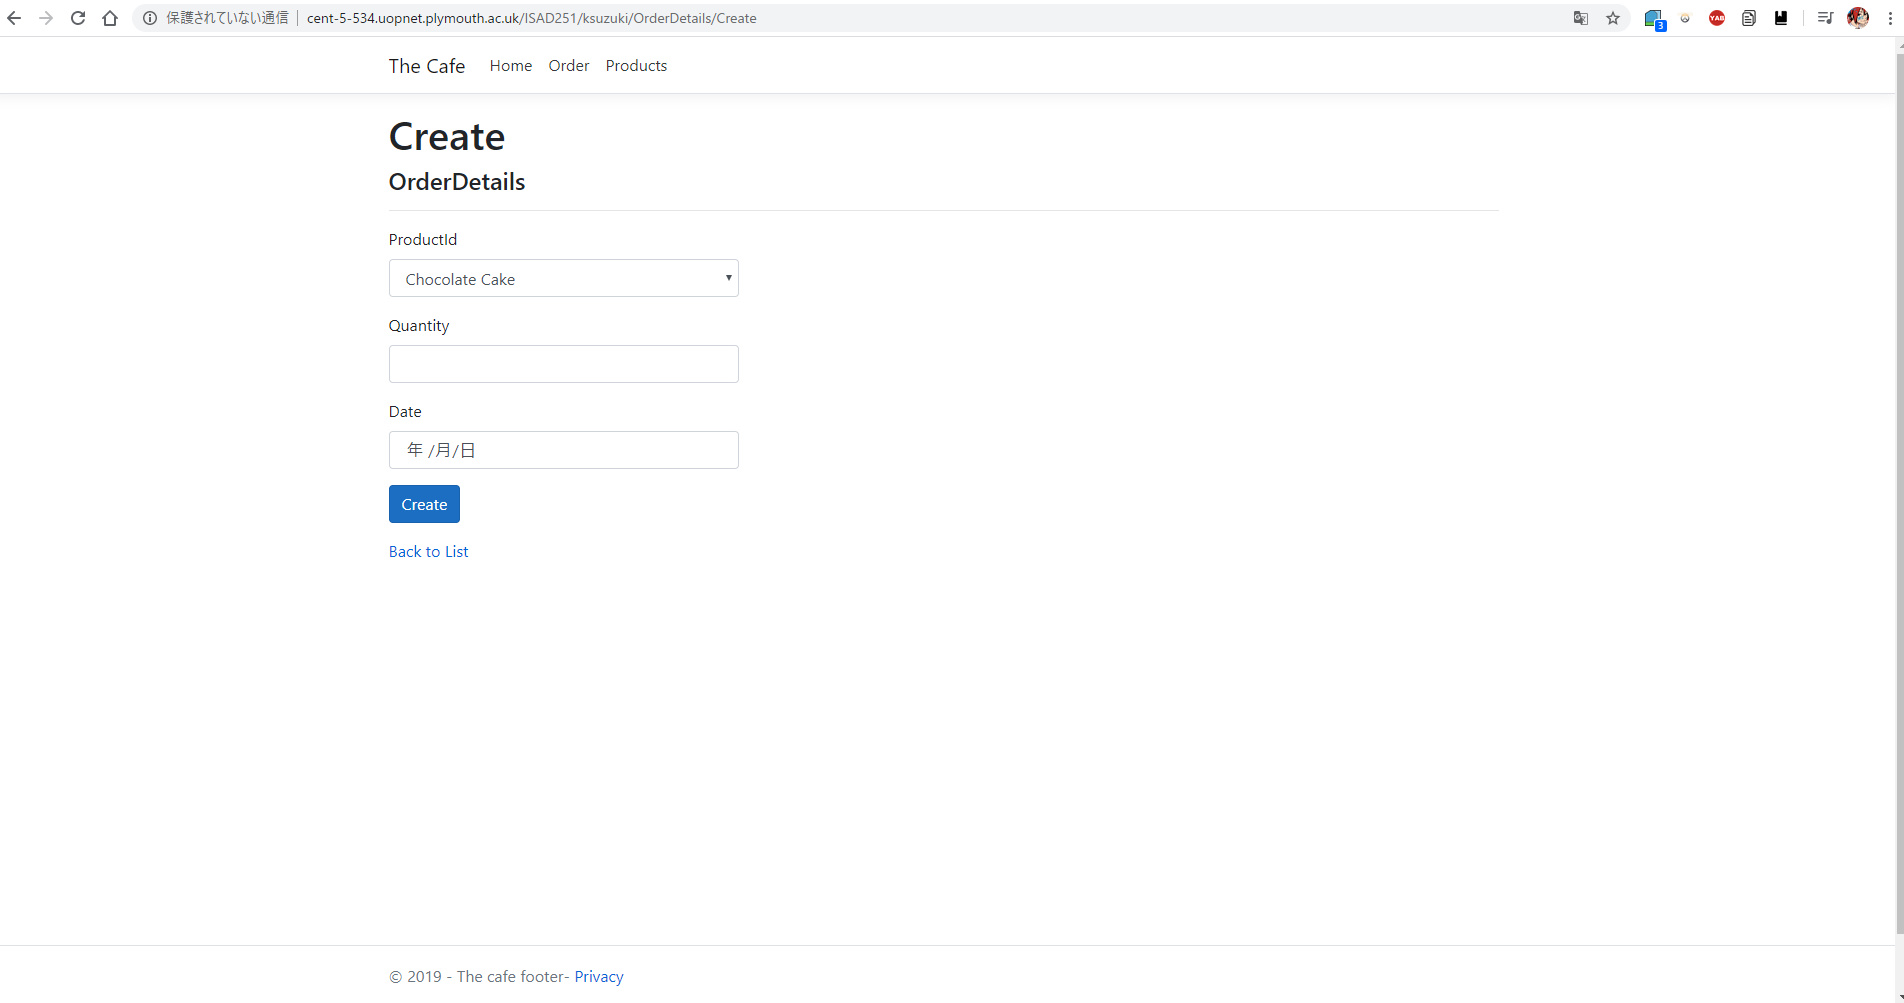 保護されていない通信 | cent-5-534.uopnet.plymouth.ac.uk/ISAD251/ksuzuki/OrderDetails/Create
3
YAB
The Cafe Home Order Products
Create
OrderDetails
ProductId
Chocolate Cake
Quantity
Date
年 /月/日
Create
Back to List
© 2019 - The cafe footer- Privacy